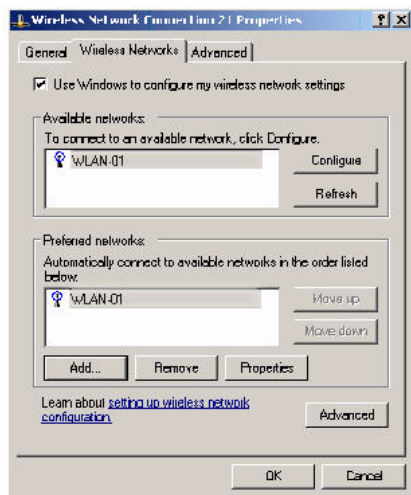 Wireless Network Connection 21 Properties
General
Wireless Networks
Advanced
Use Windows to configure my wireless network settings
Available networks:
To connect to an available network, click Configure.
WLAN-01
Configure
Refresh
Preferred networks:
Automatically connect to available networks in the order listed
below:
WLAN-01
Move up
Move down
Add...
Remove
Properties
Learn about setting up wireless network
configuration.
Advanced
OK
Cancel